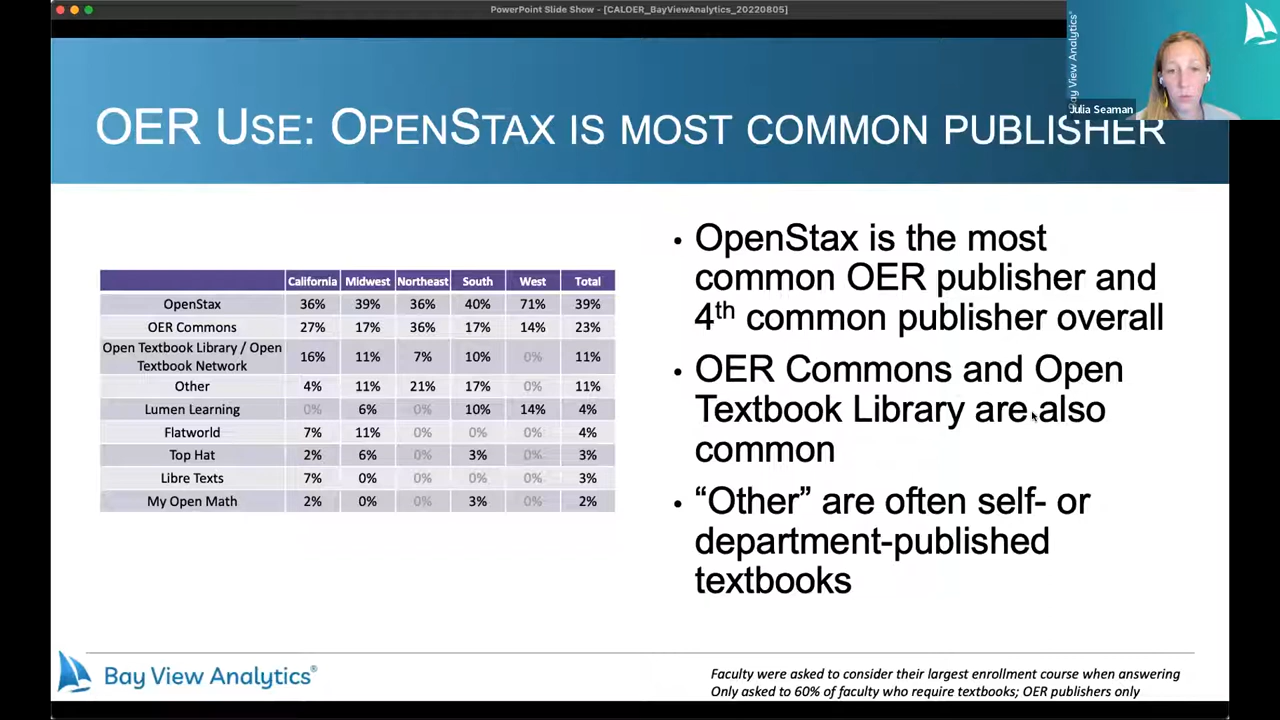 PowerPoint Slide Show - [CALDER_BayViewAnalytics_20220805]
Bay View Analytics®
Julia Seaman
OER USE: OPENSTAX IS MOST COMMON PUBLISHER
California Midwest Northeast South West Total
OpenStax 36% 39% 36% 40% 71% 39%
OER Commons 27% 17% 36% 17% 14% 23%
Open Textbook Library / Open
Textbook Network 16% 11% 7% 10% 0% 11%
Other 4% 11% 21% 17% 0% 11%
Lumen Learning 0% 6% 0% 10% 14% 4%
Flatworld 7% 11% 0% 0% 0% 4%
Top Hat 2% 6% 0% 3% 0% 3%
Libre Texts 7% 0% 0% 0% 0% 3%
My Open Math 2% 0% 0% 3% 0% 2%
• OpenStax is the most
common OER publisher and
4th common publisher overall
• OER Commons and Open
Textbook Library are also
common
• “Other” are often self- or
department-published
textbooks
Bay View Analytics®
Faculty were asked to consider their largest enrollment course when answering
Only asked to 60% of faculty who require textbooks; OER publishers only